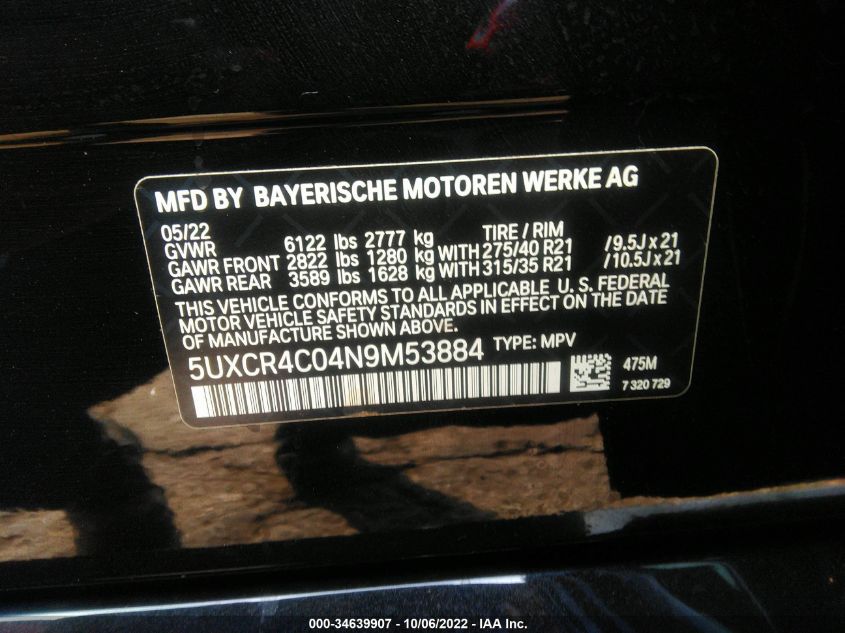 MFD BY BAYERISCHE MOTOREN WERKE AG
05/22 TIRE / RIM
GVWR 6122 lbs 2777 kg
GAWR FRONT 2822 lbs 1280 kg WITH 275/40 R21 /9.5J x 21
GAWR REAR 3589 lbs 1628 kg WITH 315/35 R21 /10.5J x 21
THIS VEHICLE CONFORMS TO ALL APPLICABLE U. S. FEDERAL
MOTOR VEHICLE SAFETY STANDARDS IN EFFECT ON THE DATE
OF MANUFACTURE SHOWN ABOVE.
5UXCR4C04N9M53884 TYPE: MPV
475M
7 320 729
000-34639907 - 10/06/2022 - IAA Inc.